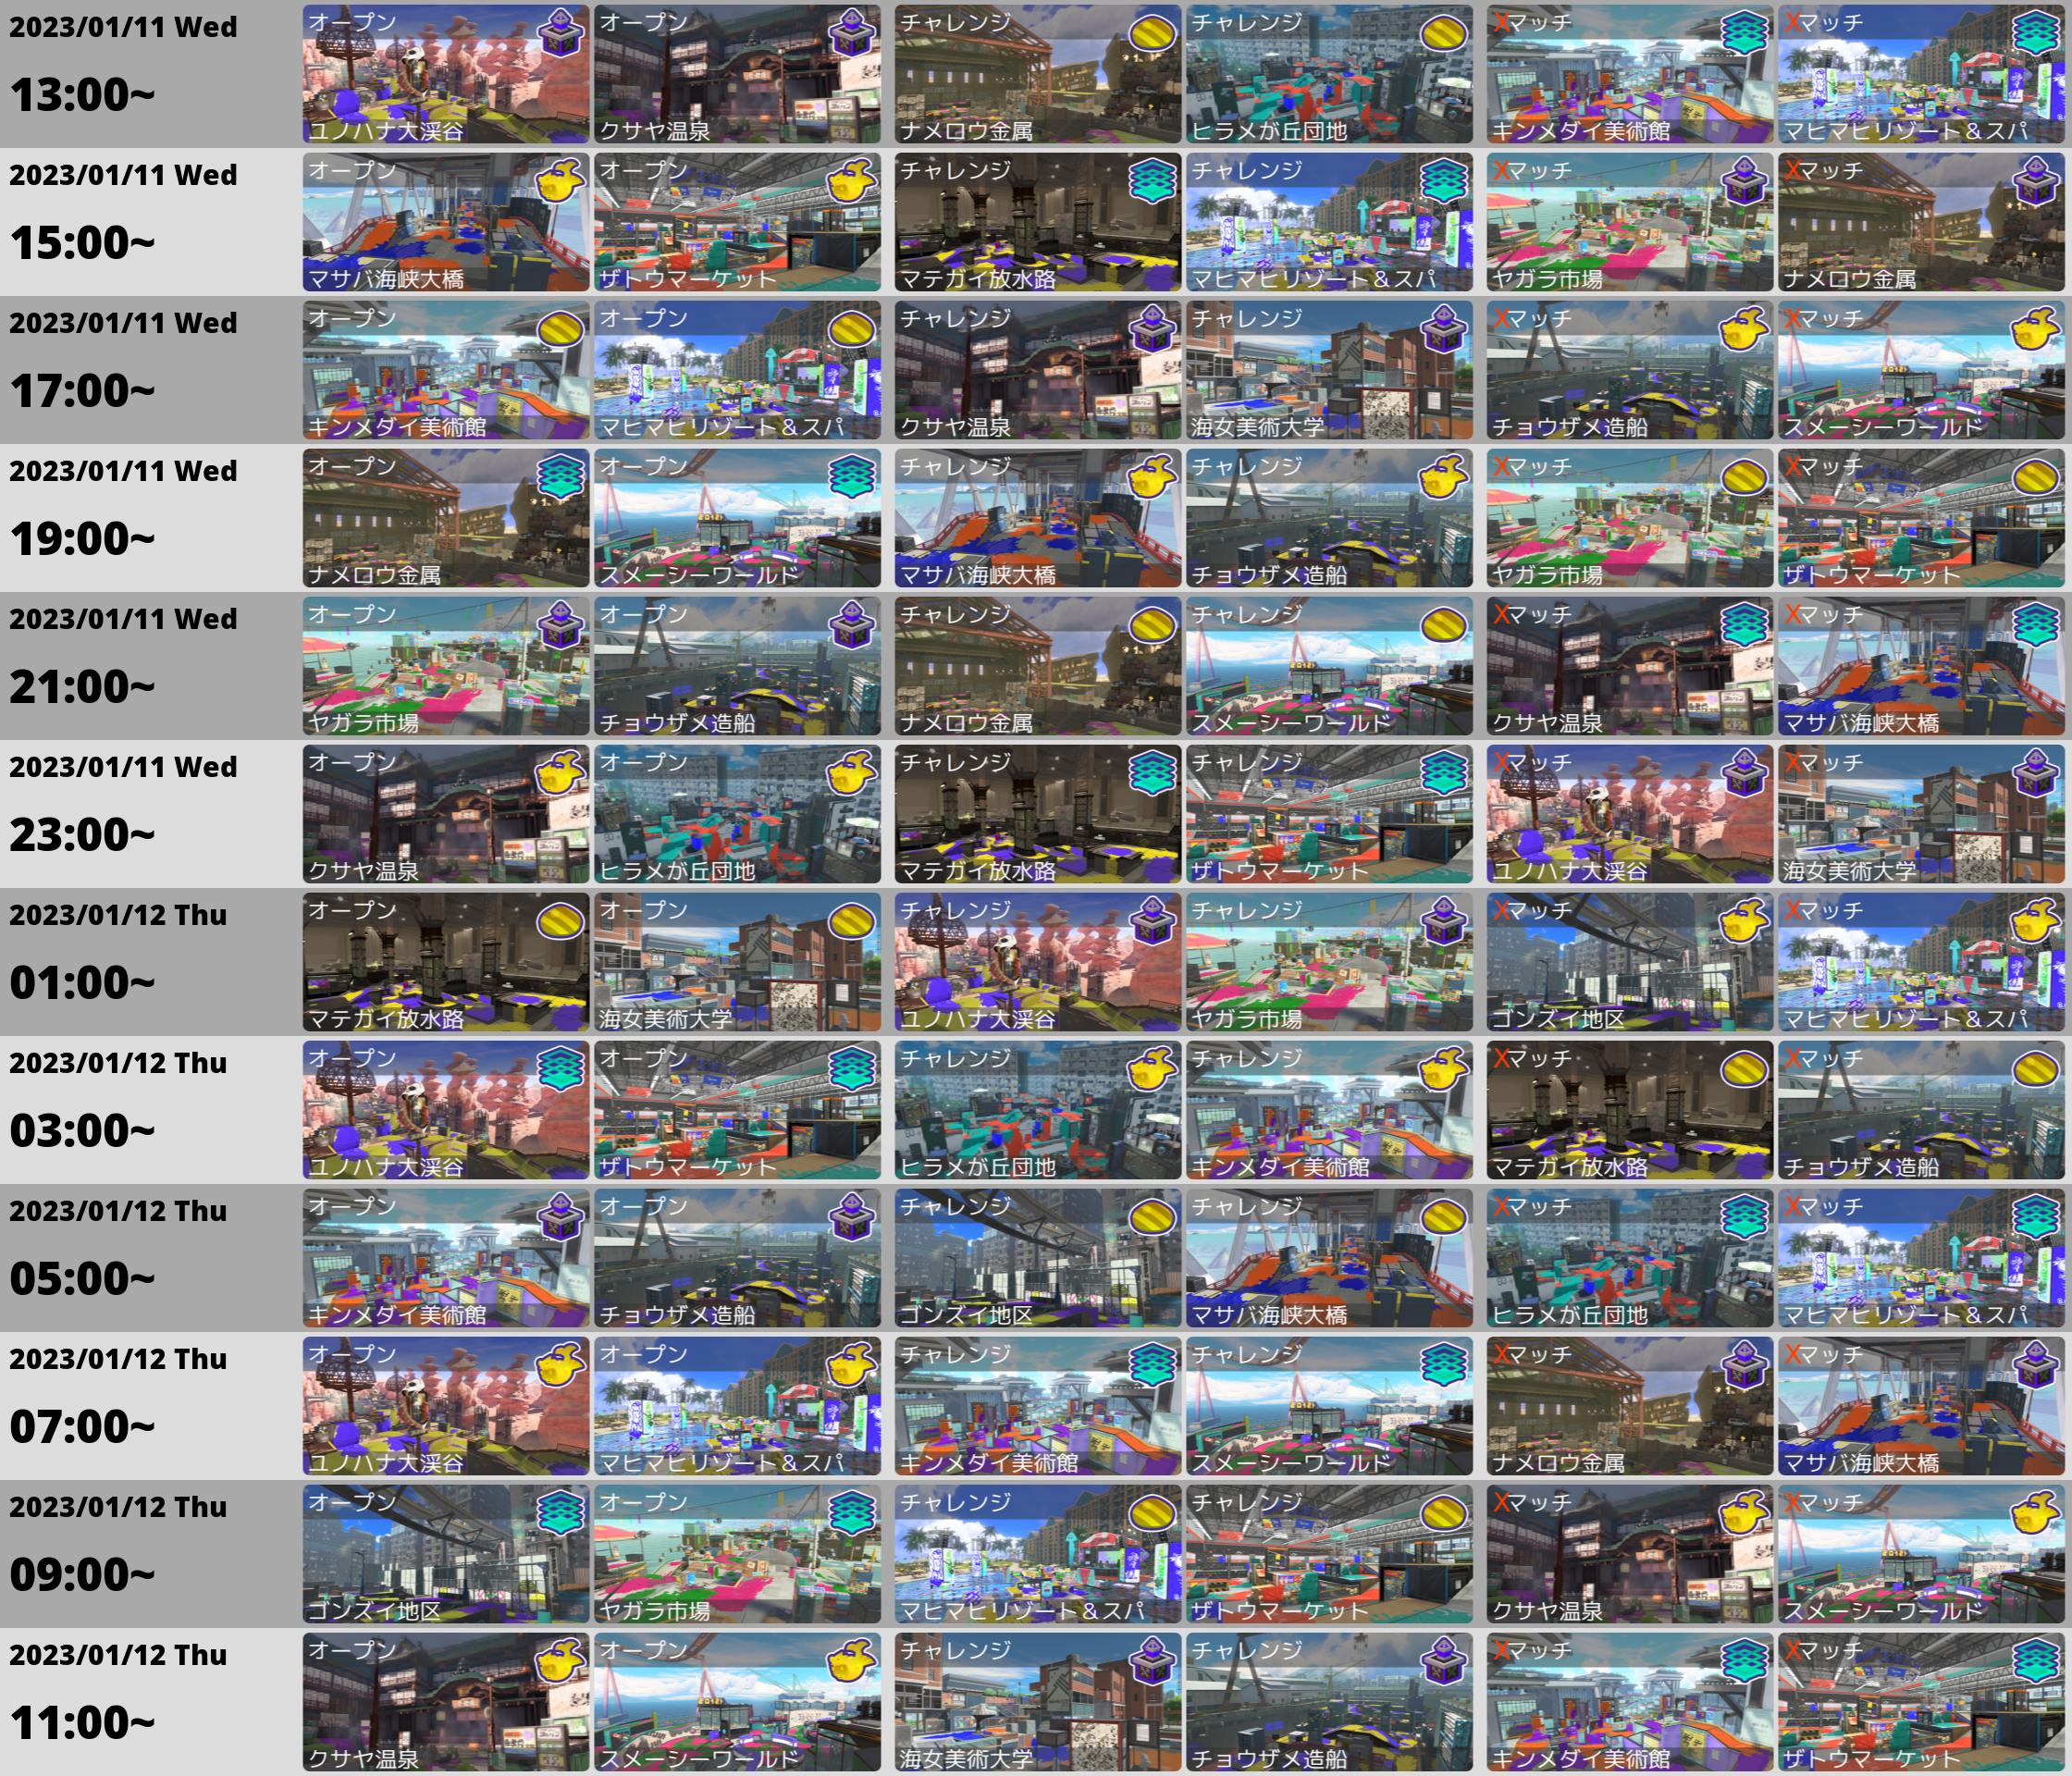 2023/01/11 Wed
13:00~
オープン オープン チャレンジ チャレンジ Xマッチ Xマッチ
ユノハナ大渓谷 クサヤ温泉 ナメロウ金属 ヒラメが丘団地 キンメダイ美術館 マヒマヒリゾート＆スパ
2023/01/11 Wed
15:00~
オープン オープン チャレンジ チャレンジ Xマッチ Xマッチ
マサバ海峡大橋 ザトウマーケット マテガイ放水路 マヒマヒリゾート＆スパ ヤガラ市場 ナメロウ金属
2023/01/11 Wed
17:00~
オープン オープン チャレンジ チャレンジ Xマッチ Xマッチ
キンメダイ美術館 マヒマヒリゾート＆スパ クサヤ温泉 海女美術大学 チョウザメ造船 スメーシーワールド
2023/01/11 Wed
19:00~
オープン オープン チャレンジ チャレンジ Xマッチ Xマッチ
ナメロウ金属 スメーシーワールド マサバ海峡大橋 チョウザメ造船 ヤガラ市場 ザトウマーケット
2023/01/11 Wed
21:00~
オープン オープン チャレンジ チャレンジ Xマッチ Xマッチ
ヤガラ市場 チョウザメ造船 ナメロウ金属 スメーシーワールド クサヤ温泉 マサバ海峡大橋
2023/01/11 Wed
23:00~
オープン オープン チャレンジ チャレンジ Xマッチ Xマッチ
クサヤ温泉 ヒラメが丘団地 マテガイ放水路 ザトウマーケット ユノハナ大渓谷 海女美術大学
2023/01/12 Thu
01:00~
オープン オープン チャレンジ チャレンジ Xマッチ Xマッチ
マテガイ放水路 海女美術大学 ユノハナ大渓谷 ヤガラ市場 ゴンズイ地区 マヒマヒリゾート＆スパ
2023/01/12 Thu
03:00~
オープン オープン チャレンジ チャレンジ Xマッチ Xマッチ
ユノハナ大渓谷 ザトウマーケット ヒラメが丘団地 キンメダイ美術館 マテガイ放水路 チョウザメ造船
2023/01/12 Thu
05:00~
オープン オープン チャレンジ チャレンジ Xマッチ Xマッチ
キンメダイ美術館 チョウザメ造船 ゴンズイ地区 マサバ海峡大橋 ヒラメが丘団地 マヒマヒリゾート＆スパ
2023/01/12 Thu
07:00~
オープン オープン チャレンジ チャレンジ Xマッチ Xマッチ
ユノハナ大渓谷 マヒマヒリゾート＆スパ キンメダイ美術館 スメーシーワールド ナメロウ金属 マサバ海峡大橋
2023/01/12 Thu
09:00~
オープン オープン チャレンジ チャレンジ Xマッチ Xマッチ
ゴンズイ地区 ヤガラ市場 マヒマヒリゾート＆スパ ザトウマーケット クサヤ温泉 スメーシーワールド
2023/01/12 Thu
11:00~
オープン オープン チャレンジ チャレンジ Xマッチ Xマッチ
クサヤ温泉 スメーシーワールド 海女美術大学 チョウザメ造船 キンメダイ美術館 ザトウマーケット